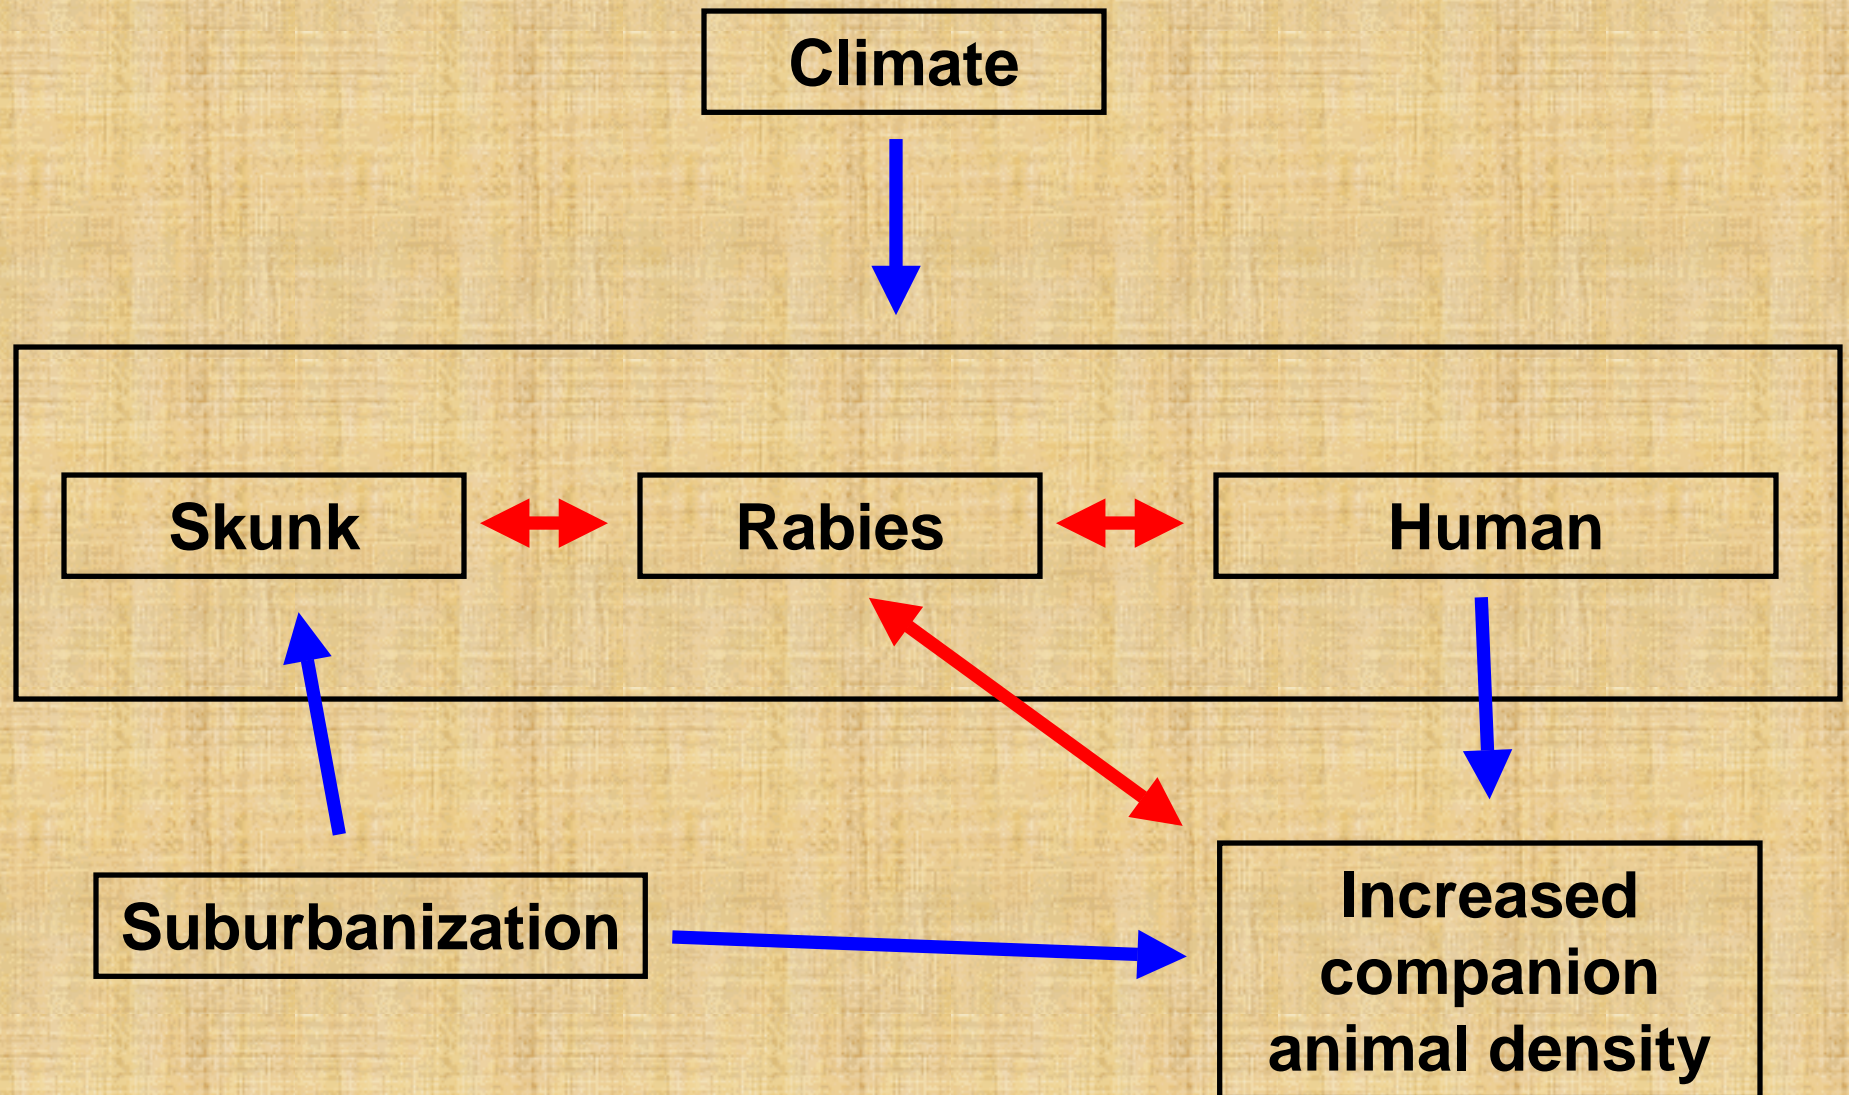 Climate
Skunk
Rabies
Human
Suburbanization
Increased
companion
animal density